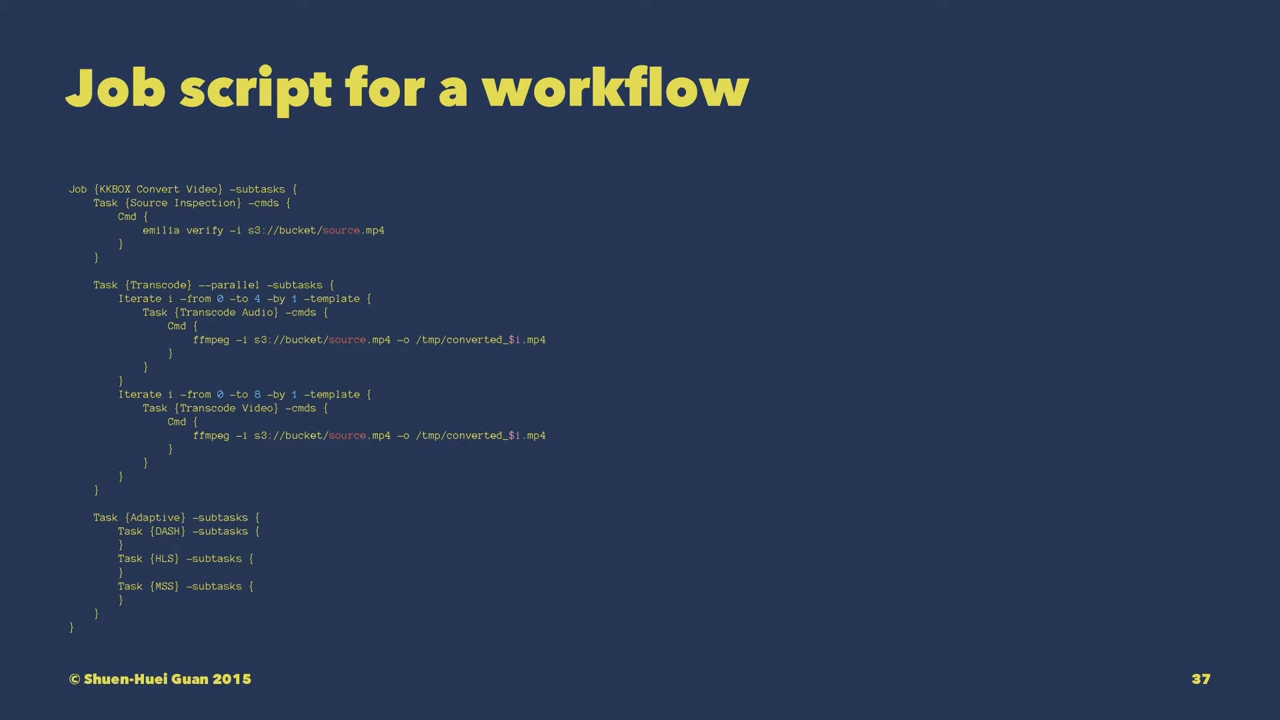 Job script for a workflow
Job {KKBOX Convert Video} -subtasks {
    Task {Source Inspection} -cmds {
        Cmd {
            emilia verify -i s3://bucket/source.mp4
        }
    }

    Task {Transcode} --parallel -subtasks {
        Iterate i -from 0 -to 4 -by 1 -template {
            Task {Transcode Audio} -cmds {
                Cmd {
                    ffmpeg -i s3://bucket/source.mp4 -o /tmp/converted_$i.mp4
                }
            }
        }
        Iterate i -from 0 -to 8 -by 1 -template {
            Task {Transcode Video} -cmds {
                Cmd {
                    ffmpeg -i s3://bucket/source.mp4 -o /tmp/converted_$i.mp4
                }
            }
        }
    }

    Task {Adaptive} -subtasks {
        Task {DASH} -subtasks {
        }
        Task {HLS} -subtasks {
        }
        Task {MSS} -subtasks {
        }
    }
}
© Shuen-Huei Guan 2015
37